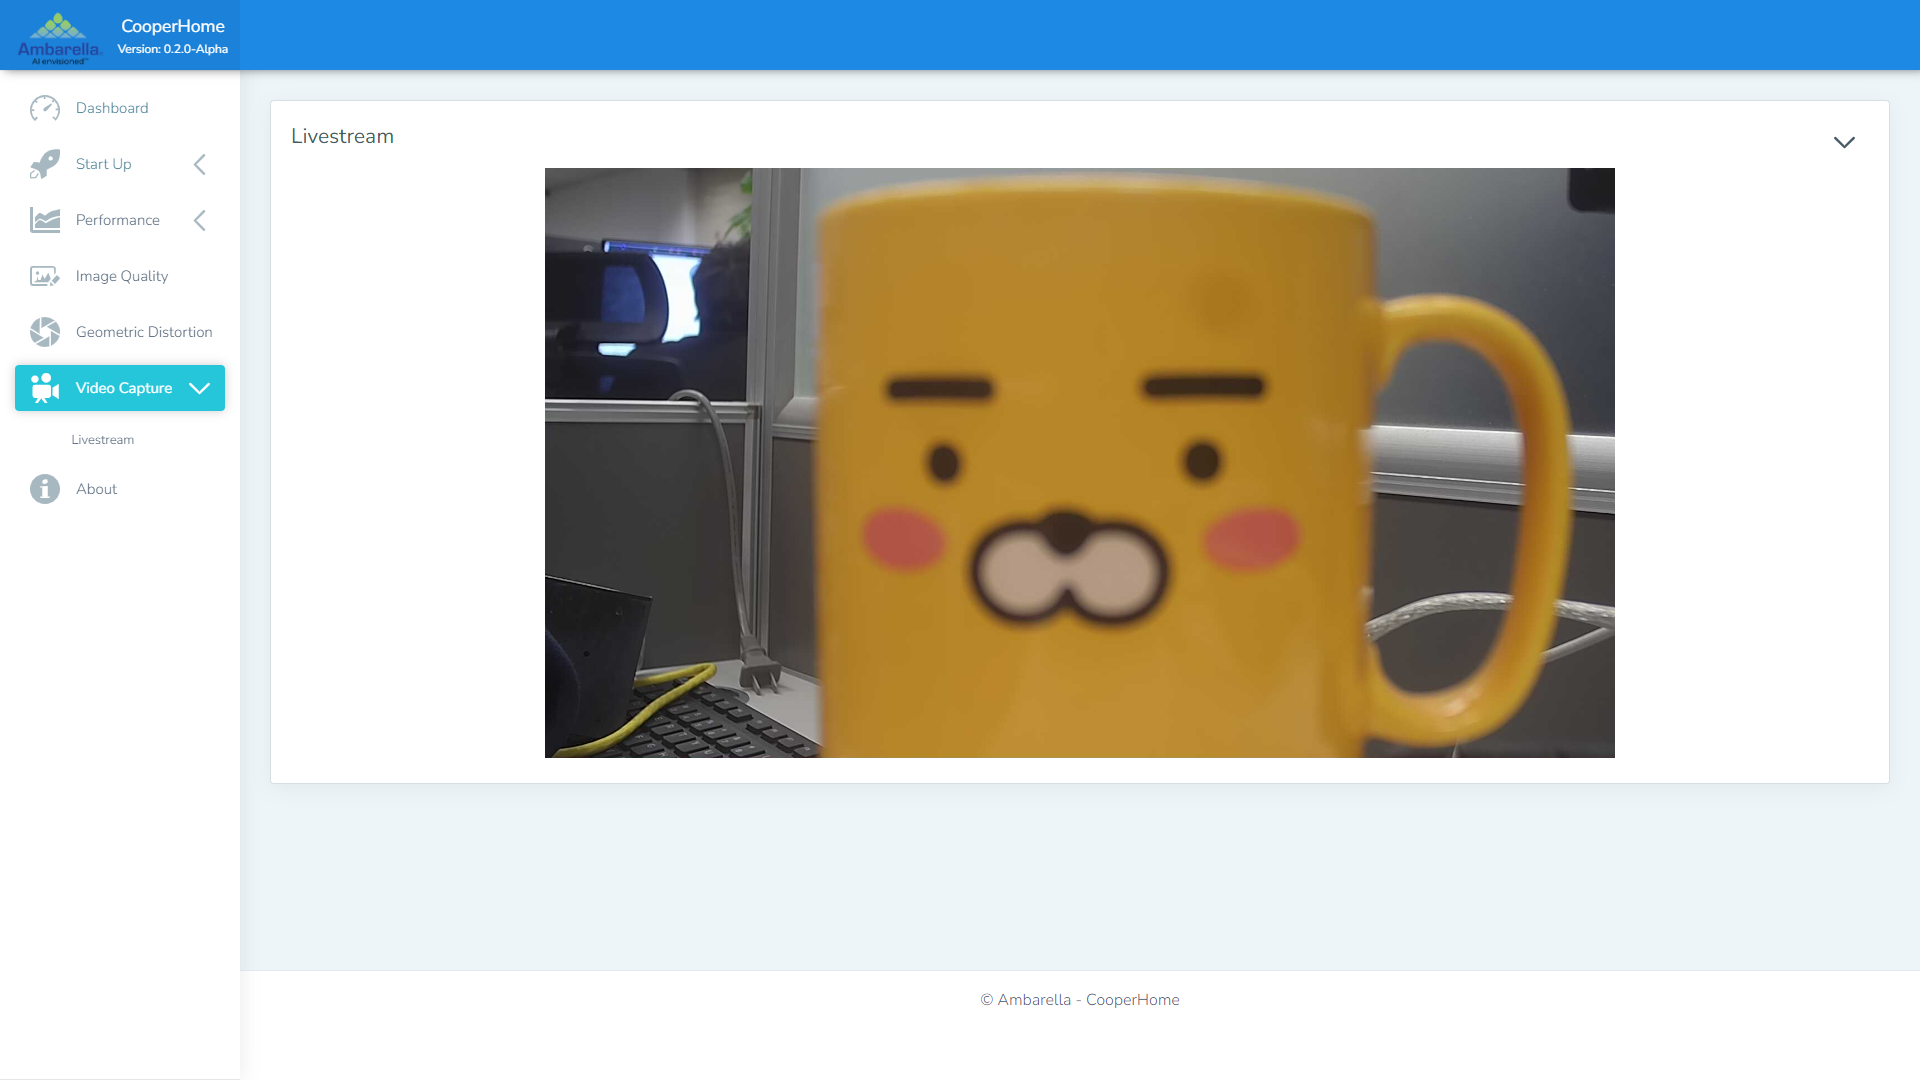 Ambarella
AI envisioned™
CooperHome
Version: 0.2.0-Alpha
Dashboard
Start Up
Performance
Image Quality
Geometric Distortion
Video Capture
Livestream
About
Livestream
© Ambarella - CooperHome